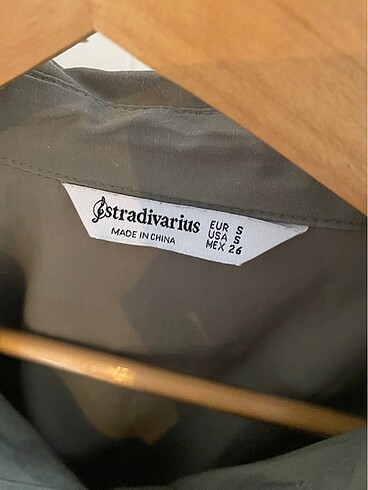 stradivarius
MADE IN CHINA
EUR S
USA S
MEX 26